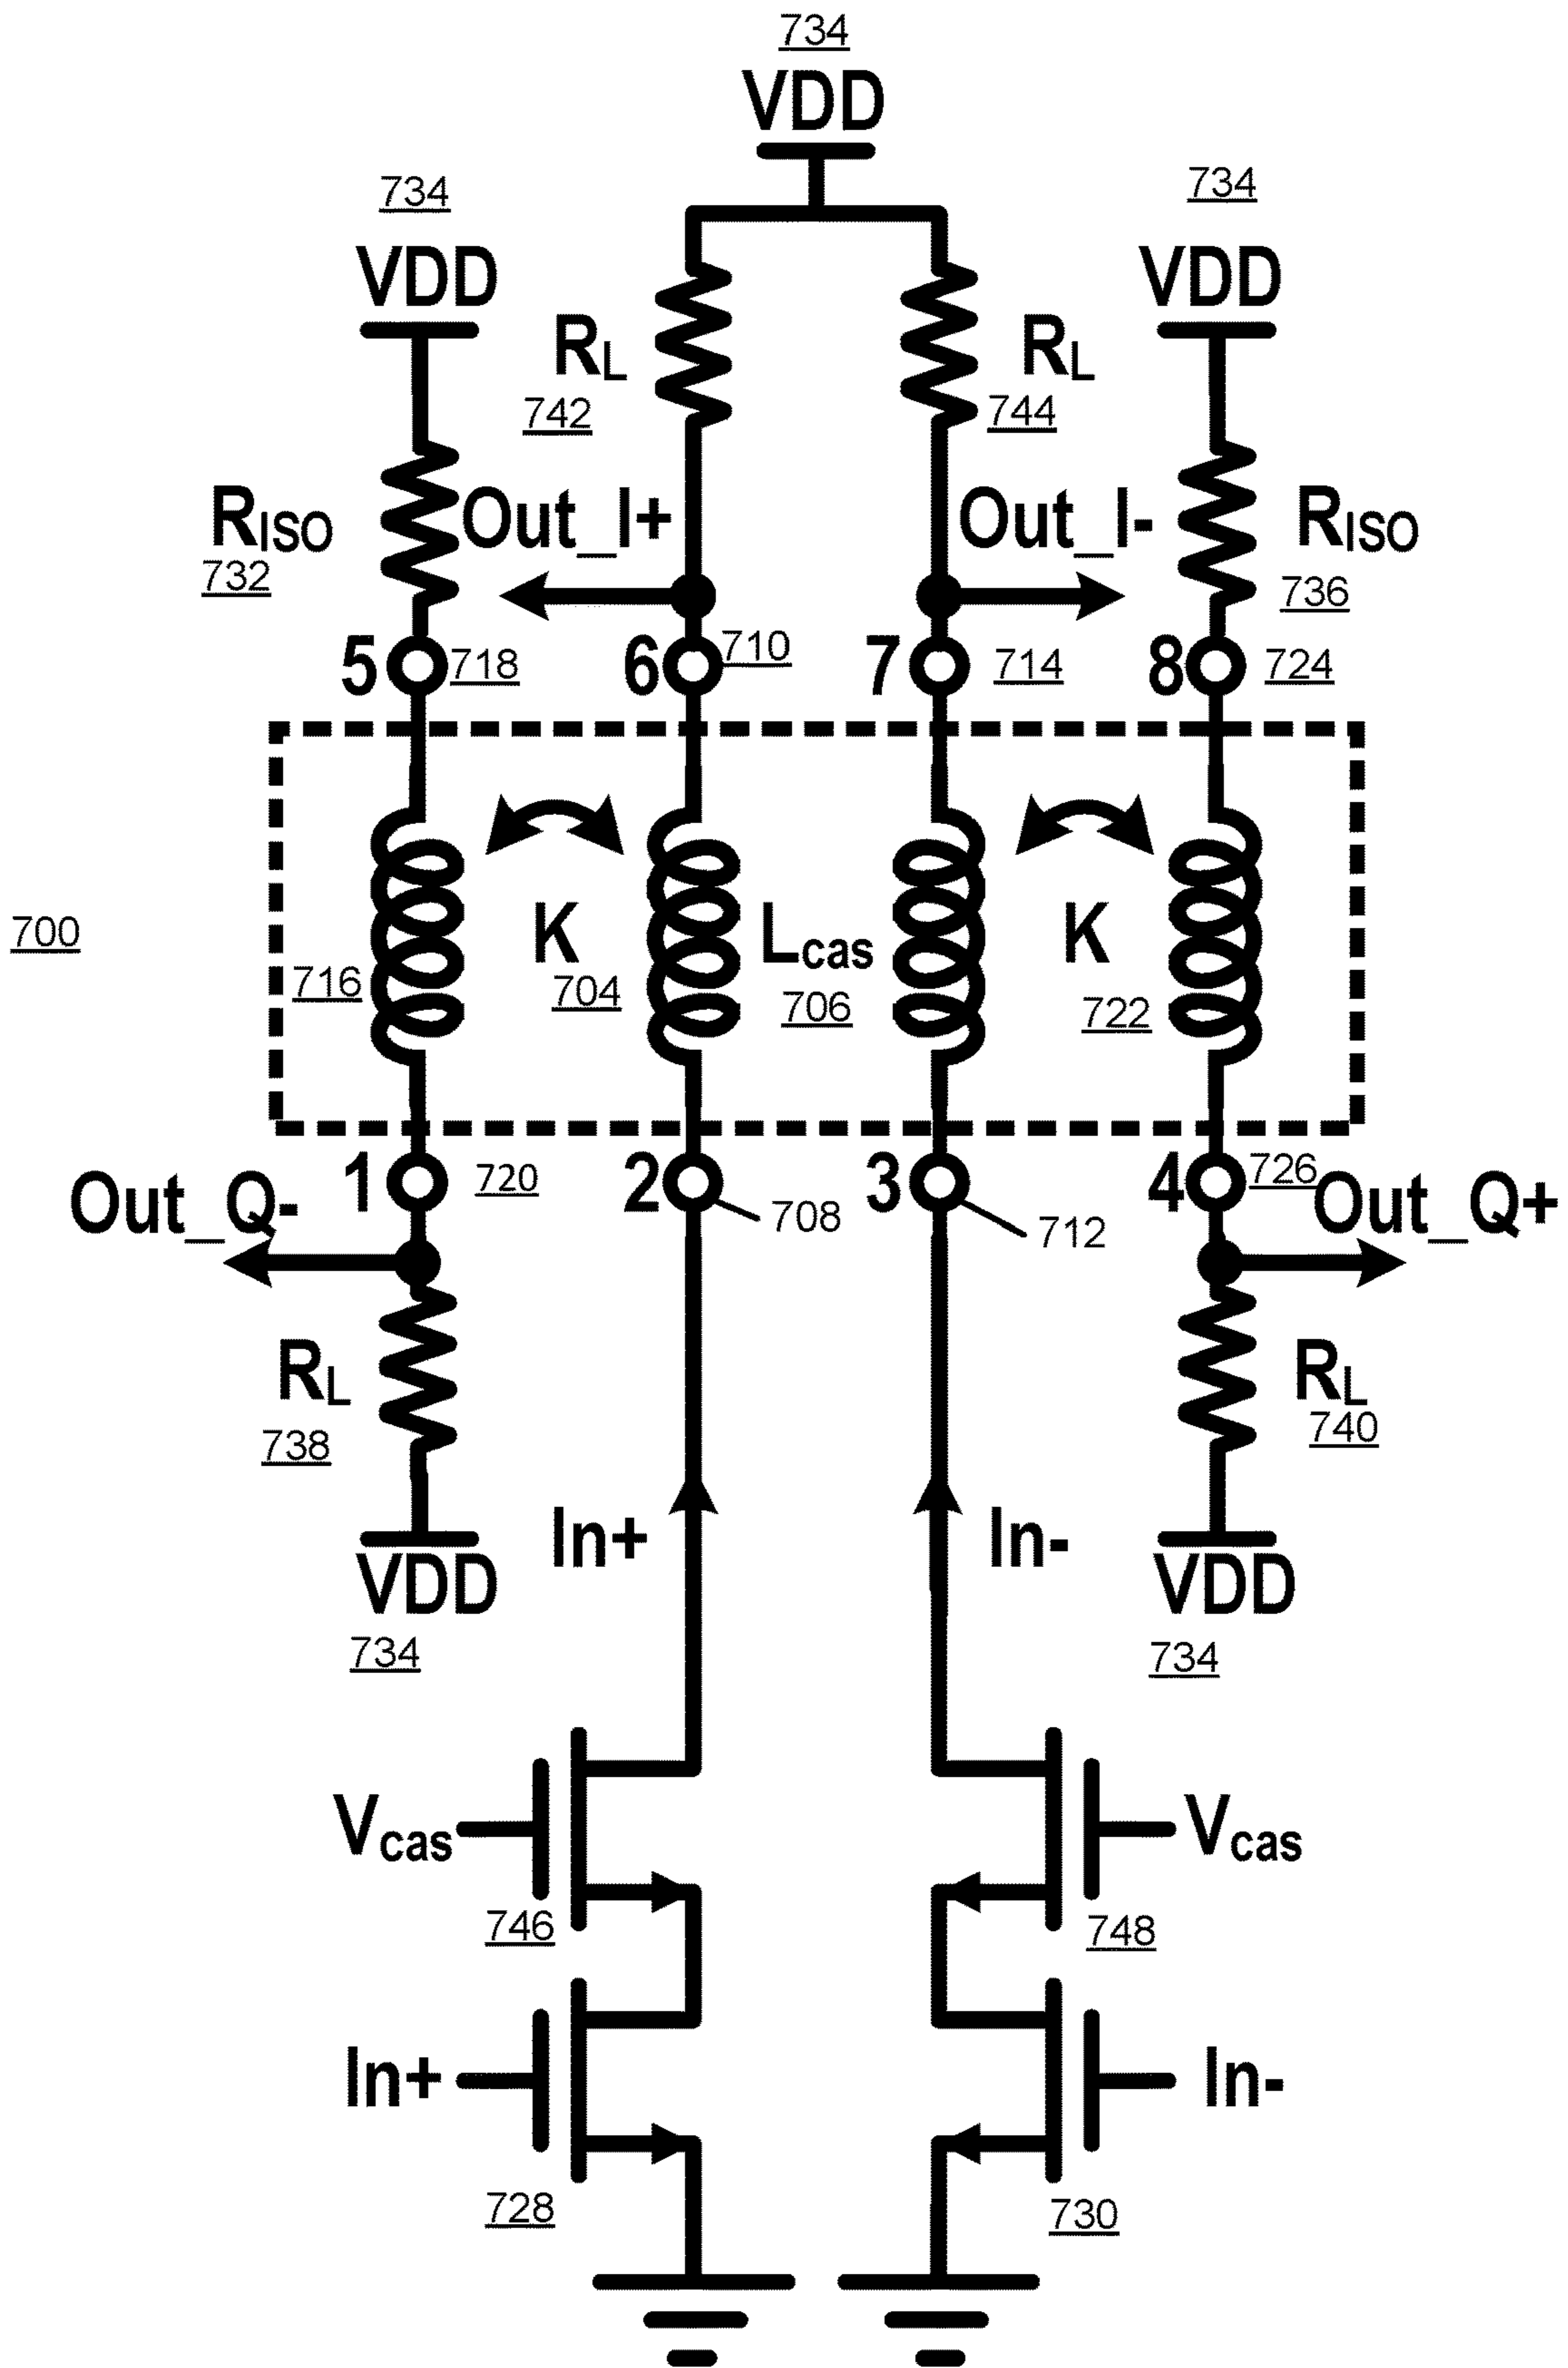 734
VDD
734
VDD
734
VDD
RL
742
RL
744
RISO
732
Out_I+
Out_I-
RISO
736
5
718
6
710
7
714
8
724
700
716
K
704
Lcas
706
K
722
1
720
2
708
3
712
4
726
Out_Q-
Out_Q+
RL
738
RL
740
In+
In-
VDD
734
VDD
734
Vcas
746
Vcas
748
In+
728
In-
730